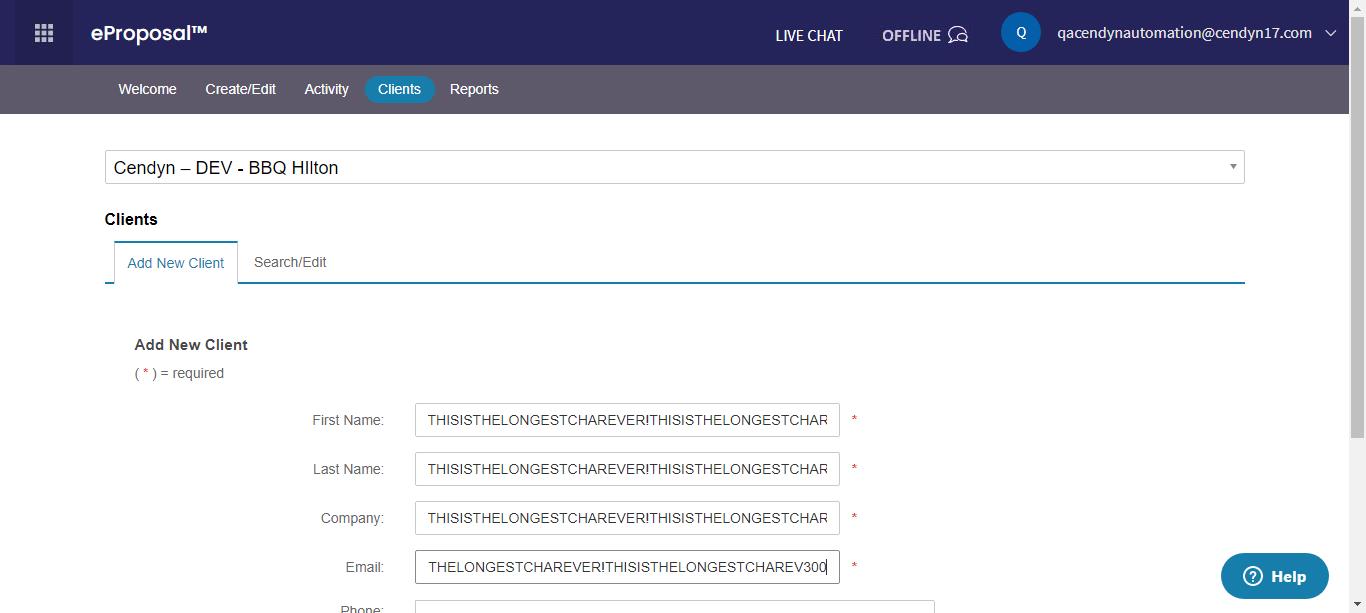 eProposal™
LIVE CHAT
OFFLINE
Q
qacendynautomation@cendyn17.com
Welcome
Create/Edit
Activity
Clients
Reports
Cendyn – DEV - BBQ HIlton
Clients
Add New Client
Search/Edit
Add New Client
( * ) = required
First Name: THISISTHELONGESTCHAREVER!THISISTHELONGESTCHAR *
Last Name: THISISTHELONGESTCHAREVER!THISISTHELONGESTCHAR *
Company: THISISTHELONGESTCHAREVER!THISISTHELONGESTCHAR *
Email: THELONGESTCHAREVER!THISISTHELONGESTCHAREV300 *
Help
Phone: